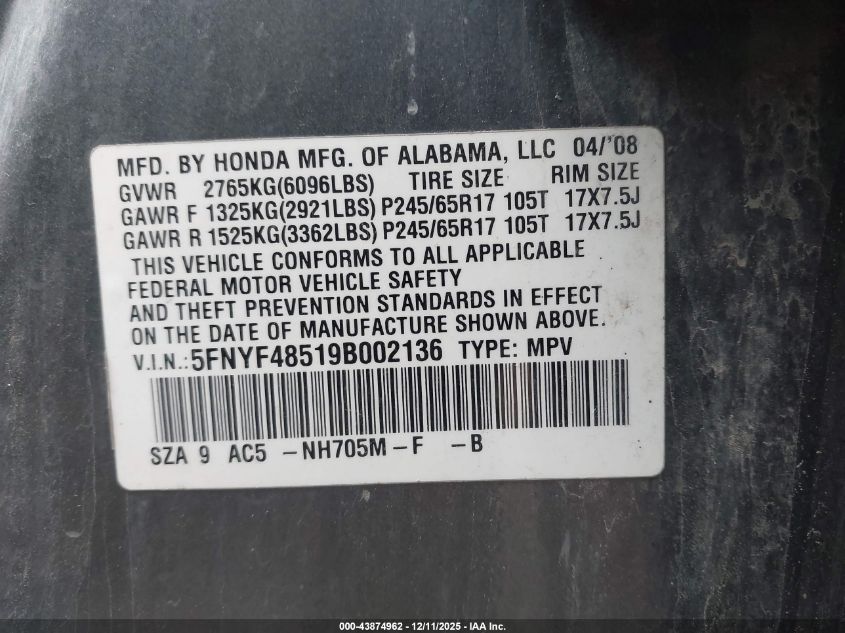 MFD. BY HONDA MFG. OF ALABAMA, LLC 04/'08
GVWR 2765KG(6096LBS) TIRE SIZE RIM SIZE
GAWR F 1325KG(2921LBS) P245/65R17 105T 17X7.5J
GAWR R 1525KG(3362LBS) P245/65R17 105T 17X7.5J
THIS VEHICLE CONFORMS TO ALL APPLICABLE
FEDERAL MOTOR VEHICLE SAFETY
AND THEFT PREVENTION STANDARDS IN EFFECT
ON THE DATE OF MANUFACTURE SHOWN ABOVE.
V.I.N.: 5FNYF48519B002136 TYPE: MPV
SZA 9 AC5 -NH705M-F -B
000-43874962 - 12/11/2025 - IAA Inc.